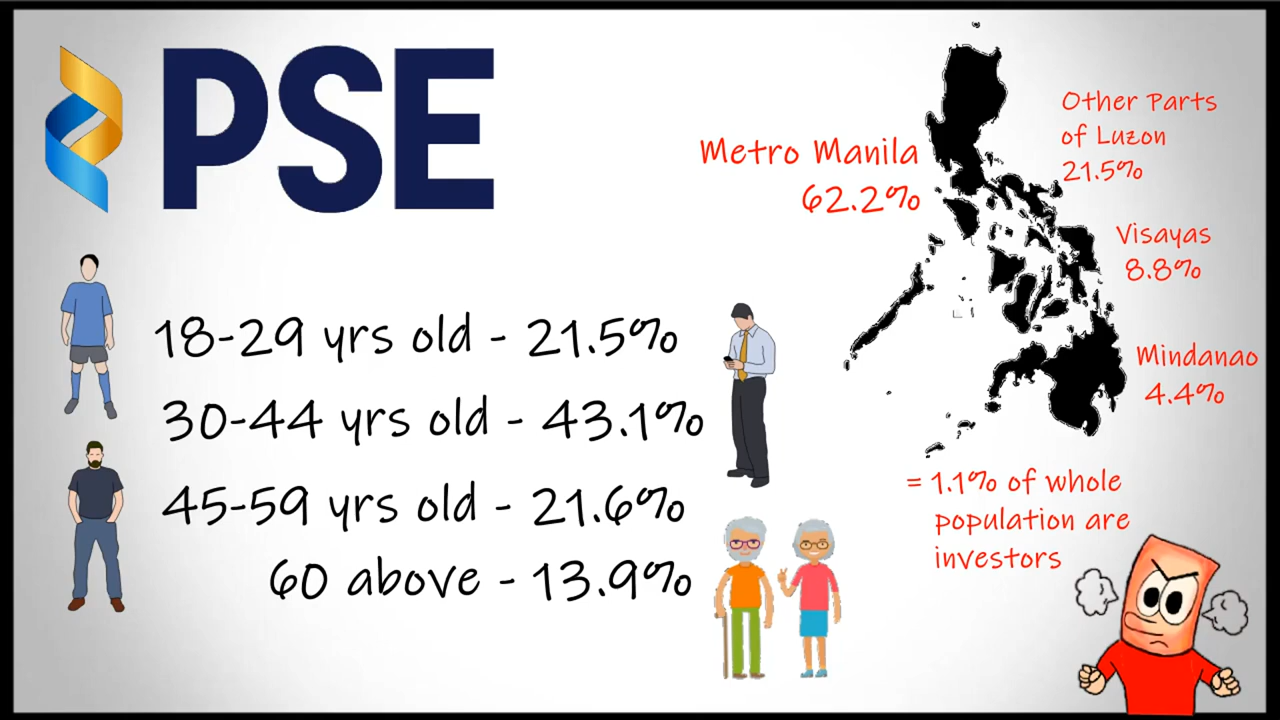 PSE
18-29 yrs old - 21.5%
30-44 yrs old - 43.1%
45-59 yrs old - 21.6%
60 above - 13.9%
Metro Manila
62.2%
Other Parts
of Luzon
21.5%
Visayas
8.8%
Mindanao
4.4%
= 1.1% of whole
population are
investors